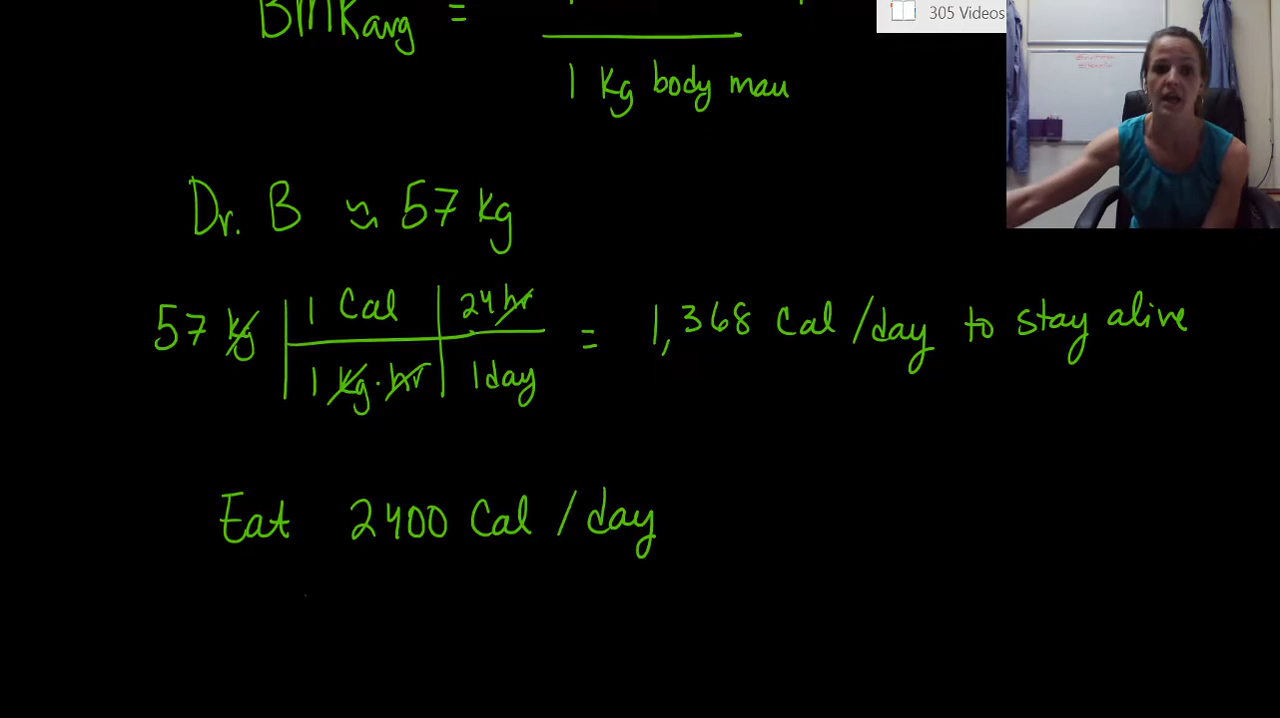 BMRavg =
305 Videos
1 kg body mass
Dr. B ≈ 57 kg
57 kg | 1 Cal | 24 hr
1 kg · hr | 1 day
= 1,368 Cal / day to stay alive
Eat 2400 Cal / day